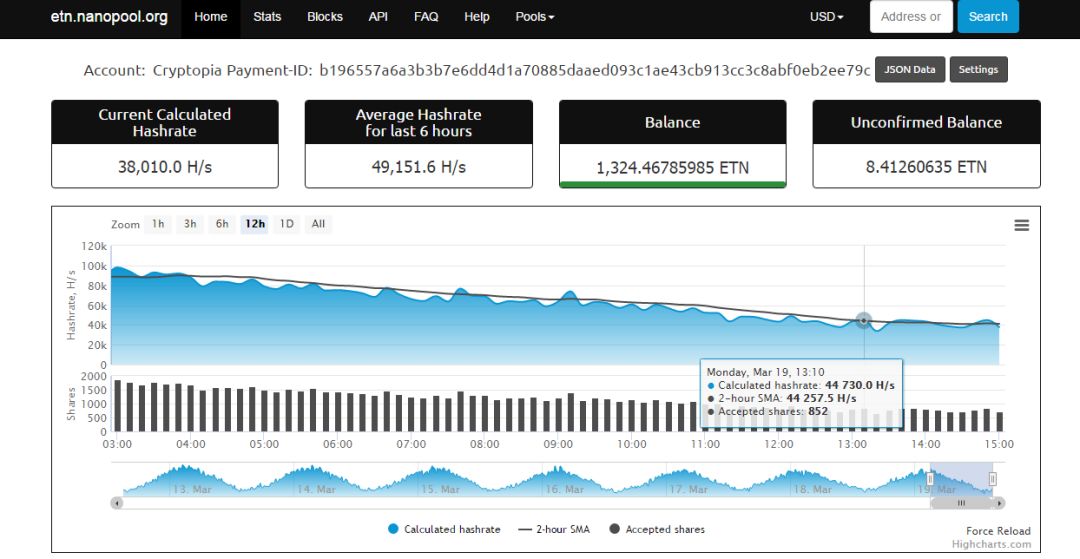 etn.nanopool.org Home Stats Blocks API FAQ Help Pools USD Address or Search
Account: Cryptopia Payment-ID: b196557a6a3b3b7e6dd4d1a70885daaed093c1ae43cb913cc3c8abf0eb2ee79c JSON Data Settings
Current Calculated Hashrate
38,010.0 H/s
Average Hashrate for last 6 hours
49,151.6 H/s
Balance
1,324.46785985 ETN
Unconfirmed Balance
8.41260635 ETN
Zoom 1h 3h 6h 12h 1D All
Hashrate, H/s
120k
100k
80k
60k
40k
20k
0
Monday, Mar 19, 13:10
Calculated hashrate: 44 730.0 H/s
2-hour SMA: 44 257.5 H/s
Accepted shares: 852
Shares
2000
1500
1000
500
0
03:00 04:00 05:00 06:00 07:00 08:00 09:00 10:00 11:00 12:00 13:00 14:00 15:00
13. Mar 14. Mar 15. Mar 16. Mar 17. Mar 18. Mar 19. Mar
Calculated hashrate 2-hour SMA Accepted shares
Force Reload
Highcharts.com